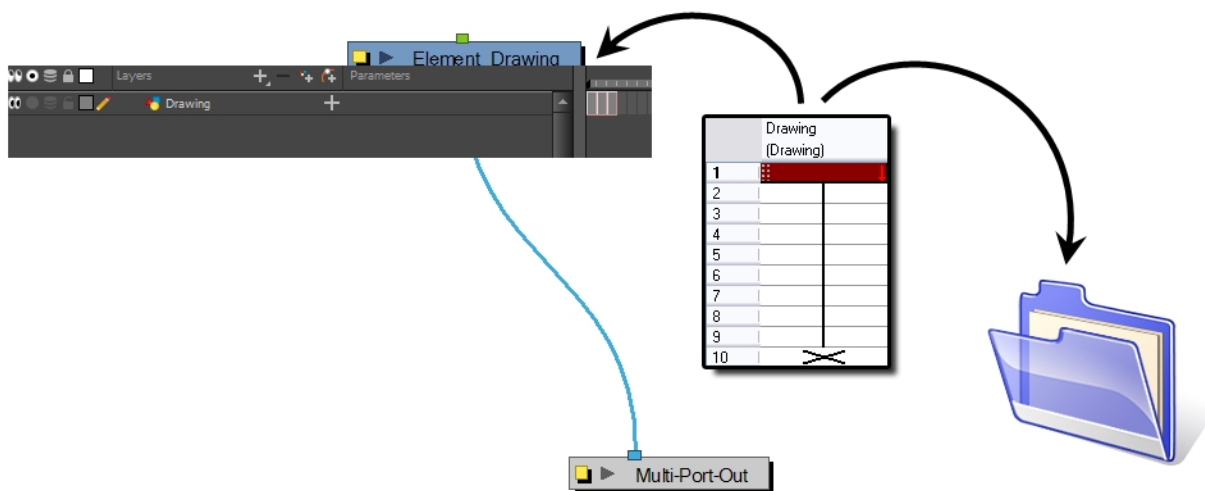 Element_Drawing
Layers Parameters
Drawing
Drawing
(Drawing)
1
2
3
4
5
6
7
8
9
10
Multi-Port-Out